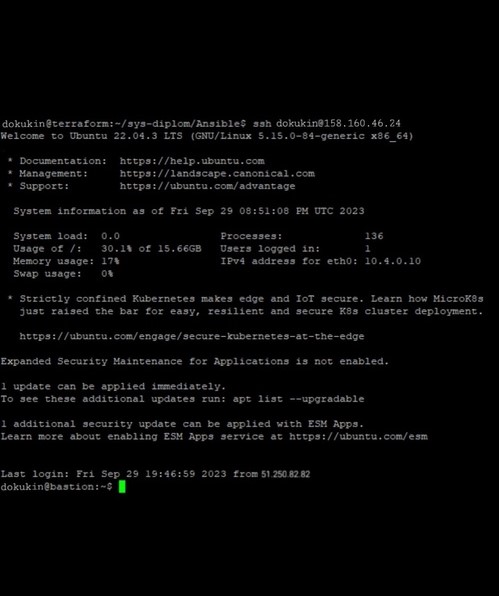 dokukin@terraform:~/sys-diplom/Ansible$ ssh dokukin@158.160.46.24
Welcome to Ubuntu 22.04.3 LTS (GNU/Linux 5.15.0-84-generic x86_64)
* Documentation: https://help.ubuntu.com
* Management: https://landscape.canonical.com
* Support: https://ubuntu.com/advantage
System information as of Fri Sep 29 08:51:08 PM UTC 2023
System load: 0.0 Processes: 136
Usage of /: 30.1% of 15.66GB Users logged in: 1
Memory usage: 17% IPv4 address for eth0: 10.4.0.10
Swap usage: 0%
* Strictly confined Kubernetes makes edge and IoT secure. Learn how MicroK8s
just raised the bar for easy, resilient and secure K8s cluster deployment.
https://ubuntu.com/engage/secure-kubernetes-at-the-edge
Expanded Security Maintenance for Applications is not enabled.
1 update can be applied immediately.
To see these additional updates run: apt list --upgradable
1 additional security update can be applied with ESM Apps.
Learn more about enabling ESM Apps service at https://ubuntu.com/esm
Last login: Fri Sep 29 19:46:59 2023 from 51.250.82.82
dokukin@bastion:~$